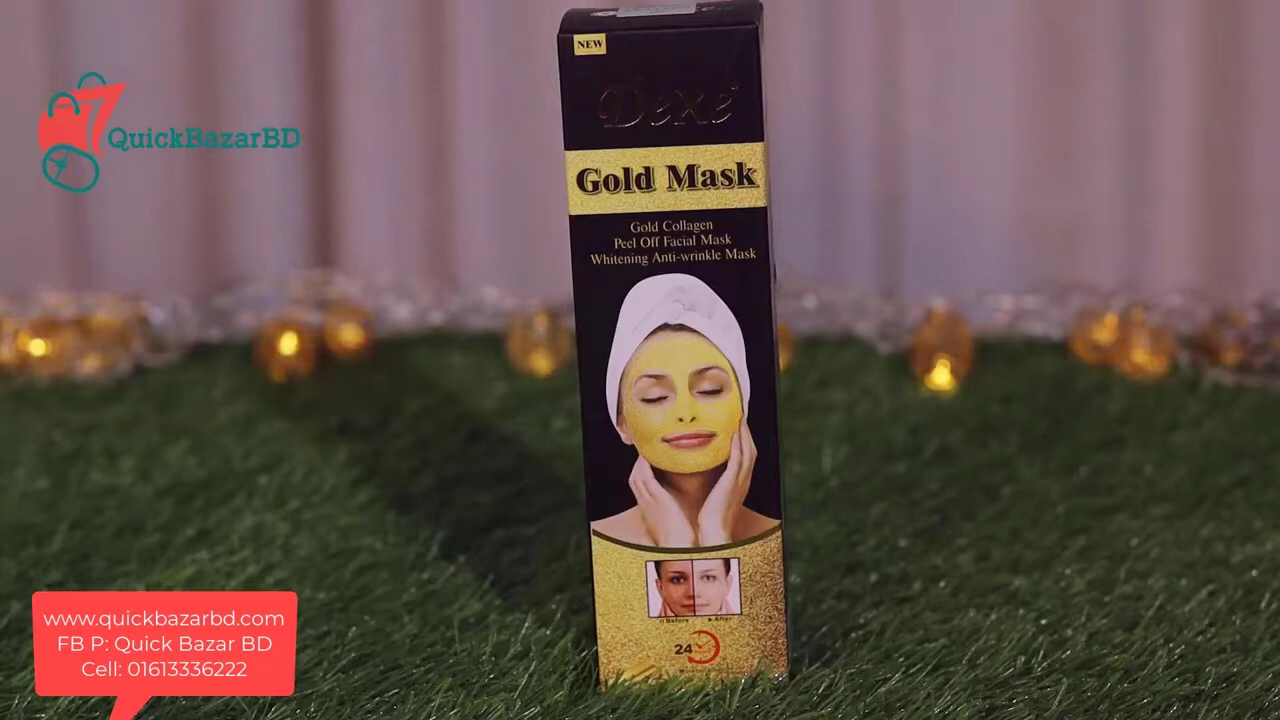 NEW
Dexe
QuickBazarBD
Gold Mask
Gold Collagen
Peel Off Facial Mask
Whitening Anti-wrinkle Mask
Before
After
24
www.quickbazarbd.com
FB P: Quick Bazar BD
Cell: 01613336222